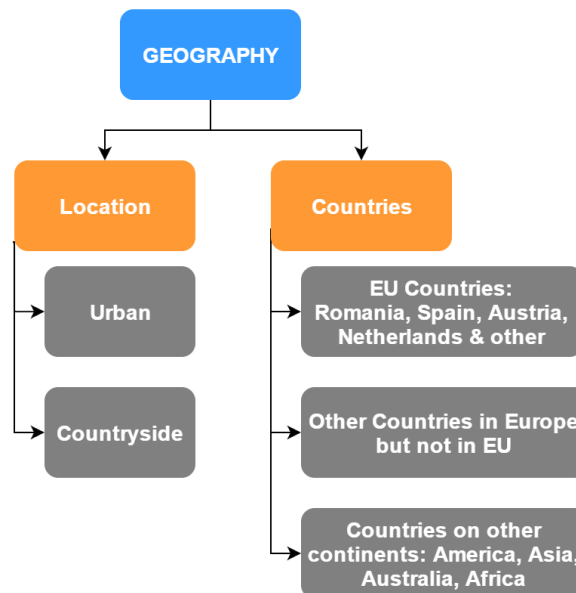 GEOGRAPHY
Location
Countries
Urban
Countryside
EU Countries:
Romania, Spain, Austria,
Netherlands & other
Other Countries in Europe
but not in EU
Countries on other
continents: America, Asia,
Australia, Africa